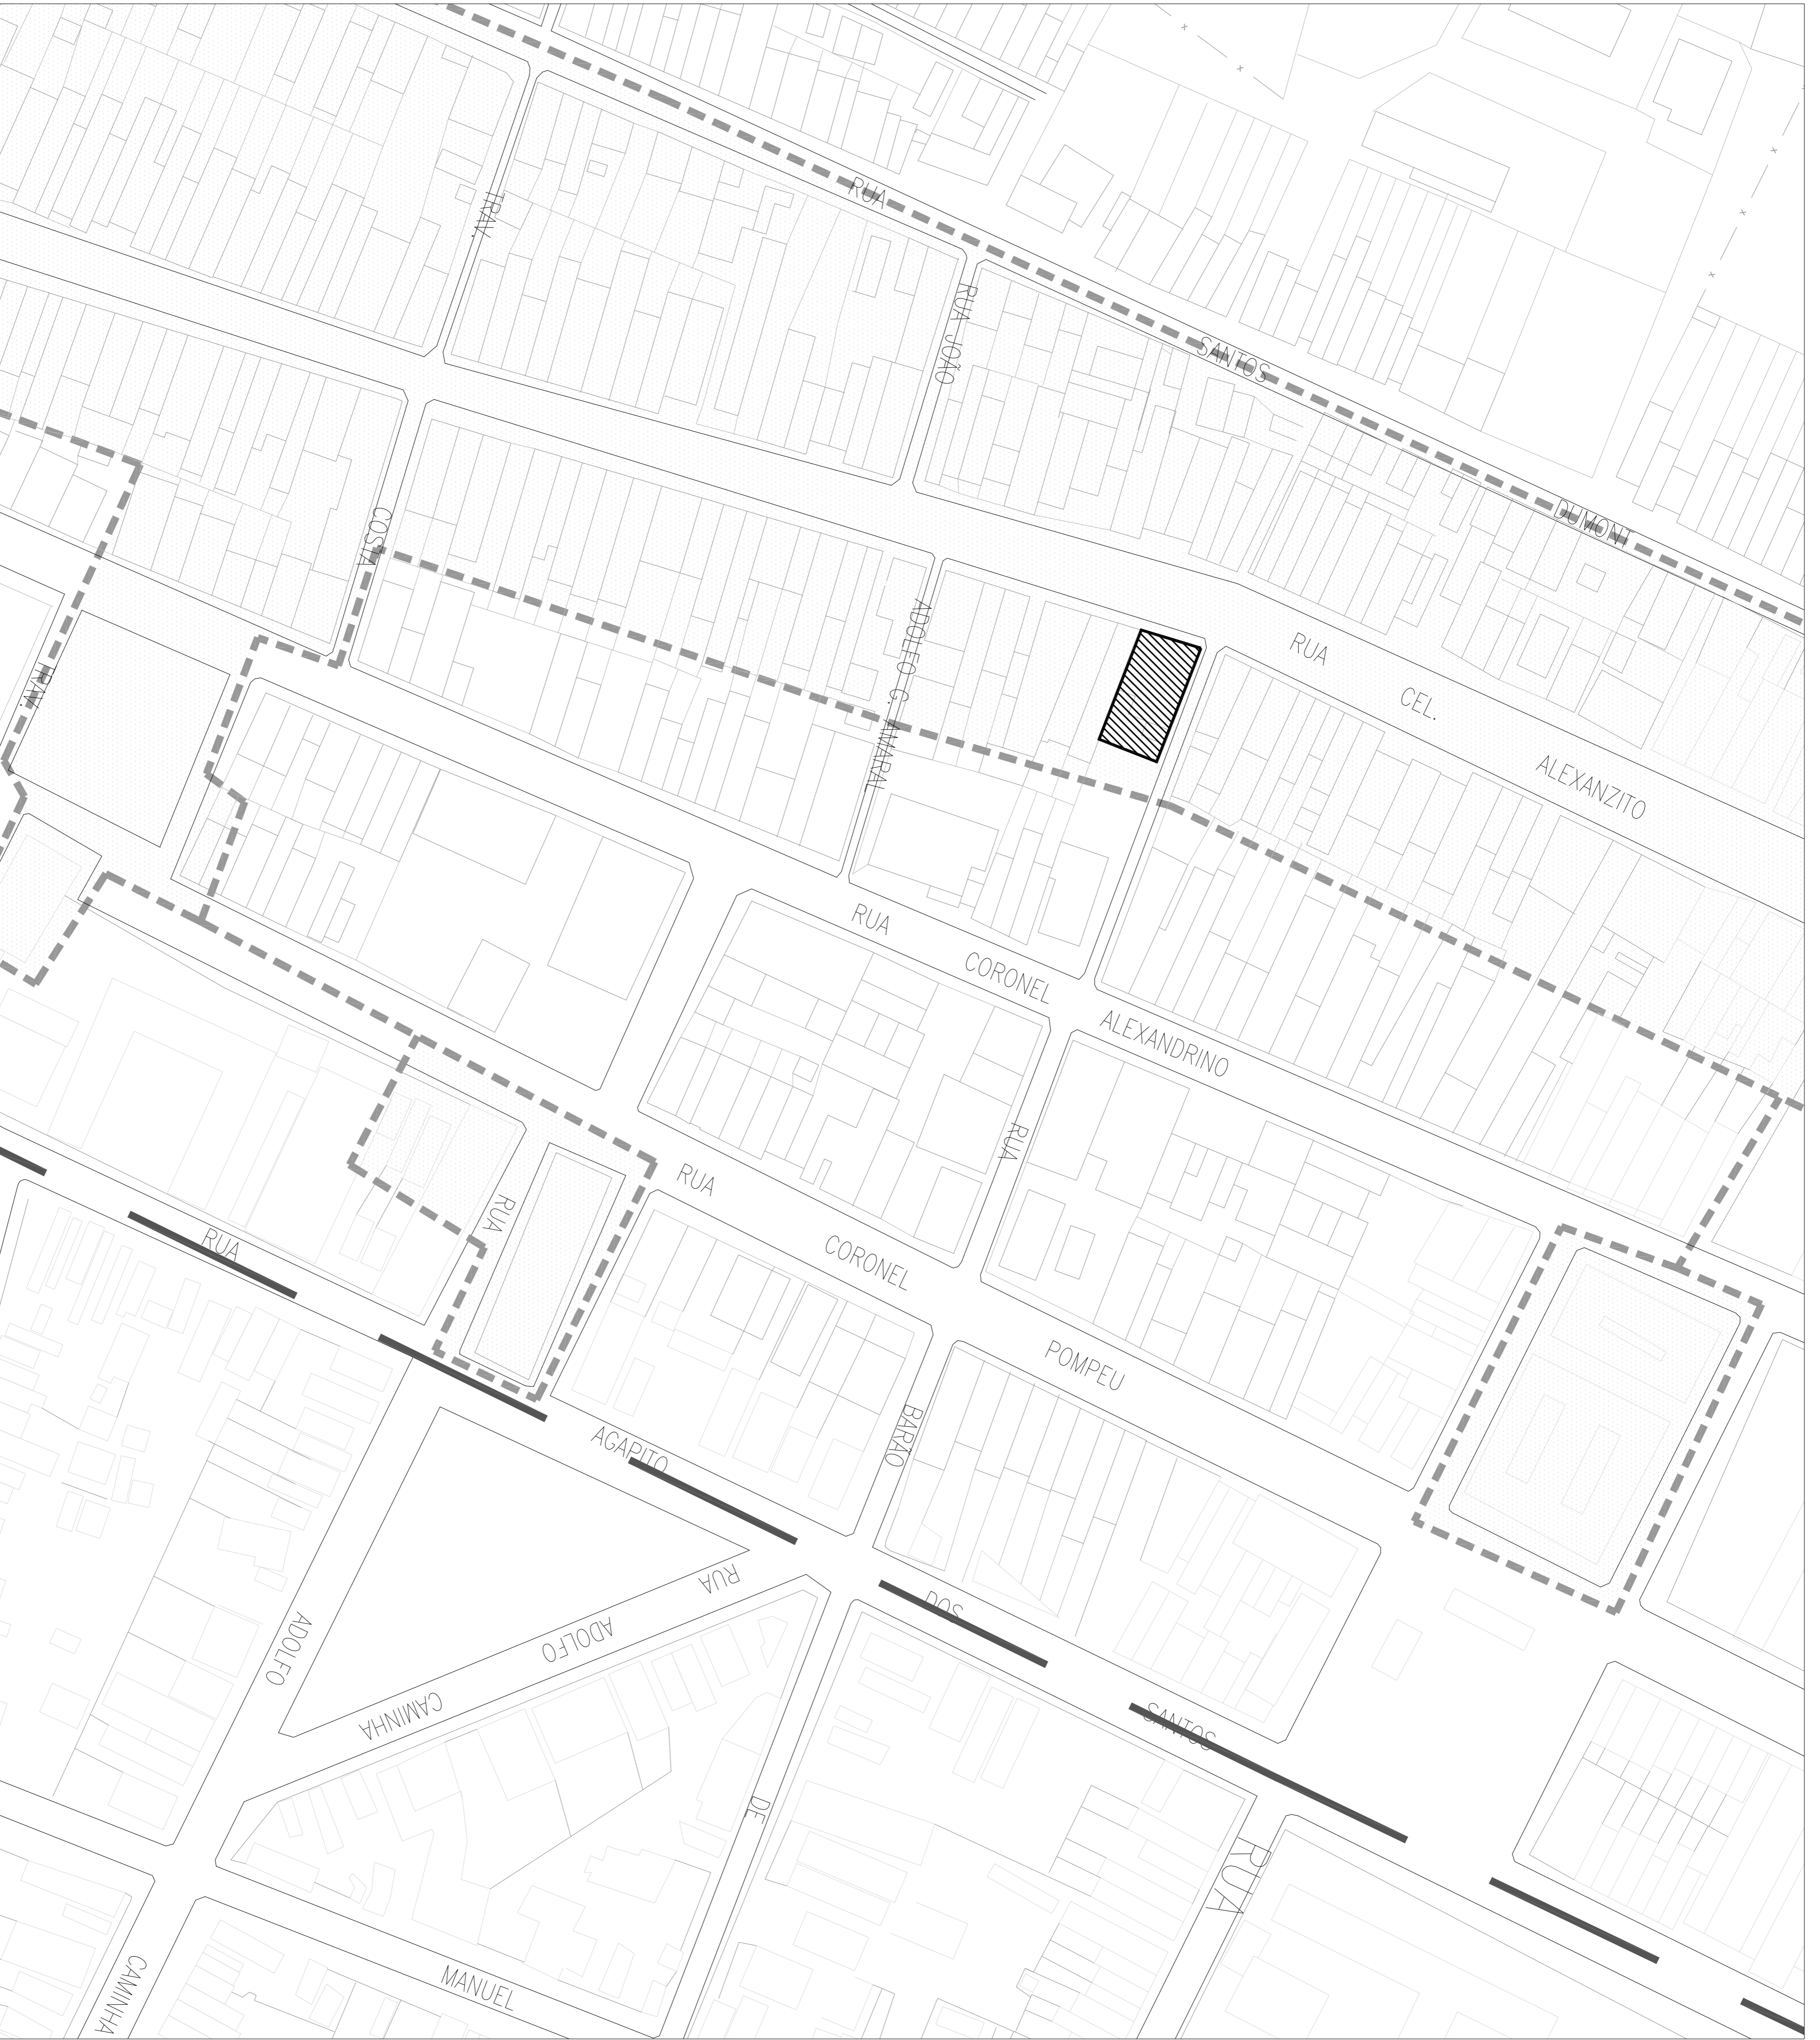 RUA
SANTOS
DUMONT
TRAV.
RUA JOÃO
COSTA
ADOLFO G. AMARAL
RUA
CEL.
ALEXANZITO
TRAV.
RUA
CORONEL
ALEXANDRINO
RUA
RUA
CORONEL
POMPEU
RUA
RUA
AGAPITO
DOS
SANTOS
BARÃO
DE
RUA
ADOLFO
CAMINHA
ADOLFO
CAMINHA
MANUEL
RUA